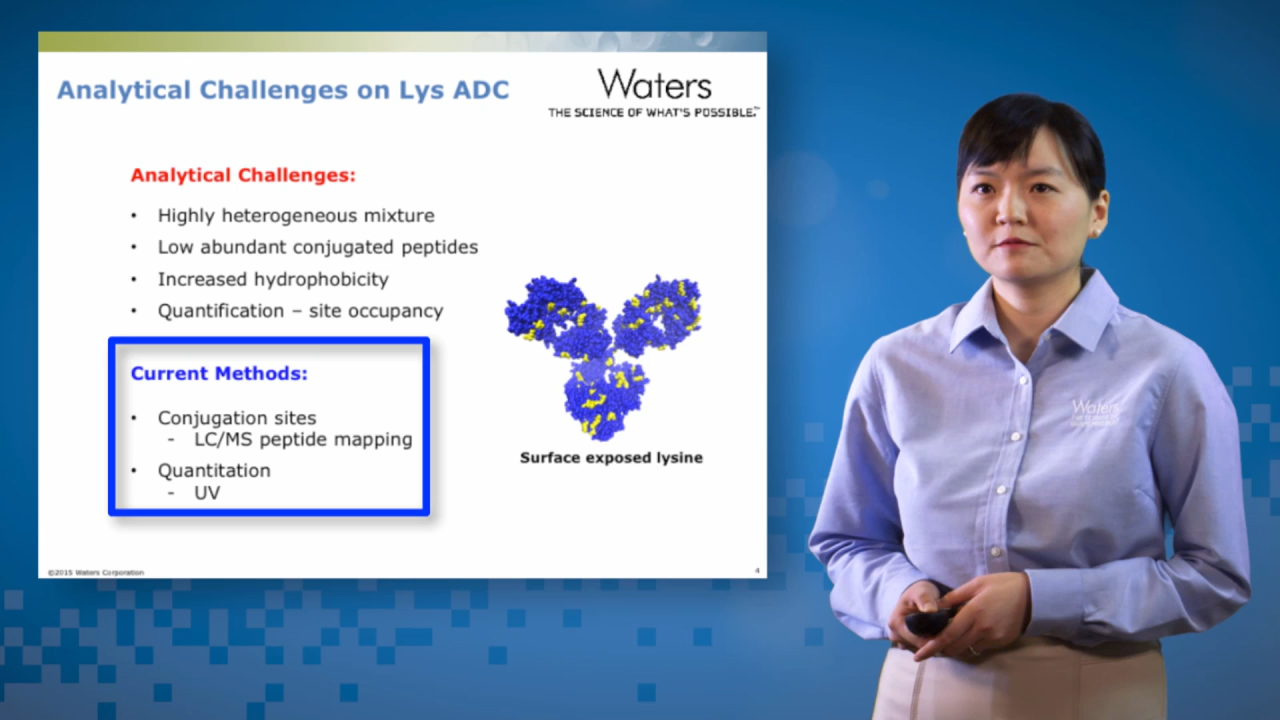 Analytical Challenges on Lys ADC
Waters
THE SCIENCE OF WHAT'S POSSIBLE.™
Analytical Challenges:
• Highly heterogeneous mixture
• Low abundant conjugated peptides
• Increased hydrophobicity
• Quantification – site occupancy
Current Methods:
• Conjugation sites
- LC/MS peptide mapping
• Quantitation
- UV
Surface exposed lysine
©2015 Waters Corporation
4
Waters